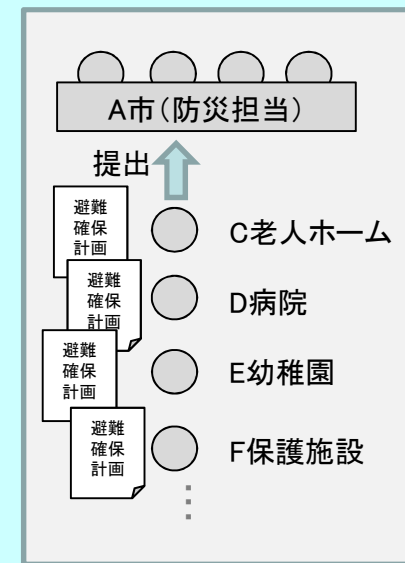 A市(防災担当)
提出
避難
確保
計画
C老人ホーム
避難
確保
計画
D病院
避難
確保
計画
E幼稚園
避難
確保
計画
F保護施設